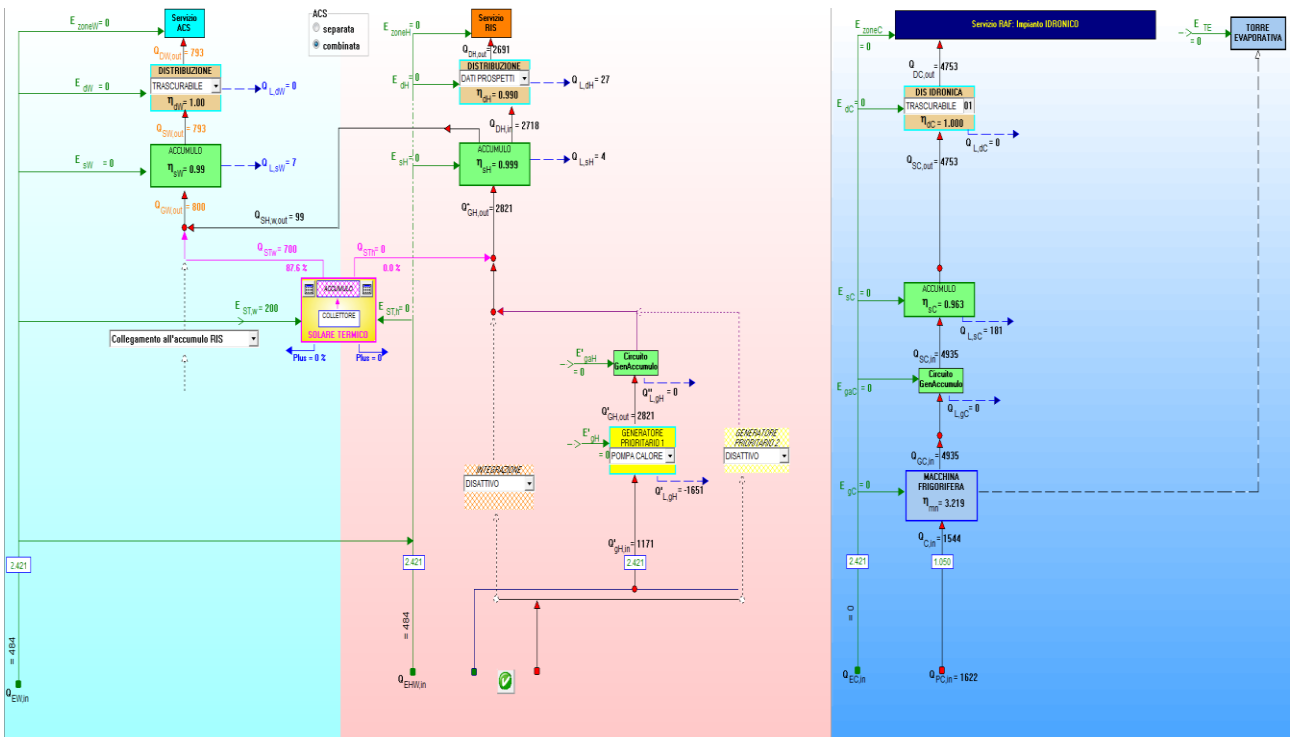 E zoneW = 0
Servizio
ACS
ACS
separata
combinata
E zoneH = 0
Servizio
RIS
Q DW,out = 793
DISTRIBUZIONE
TRASCURABILE
η dW = 1.00
E dW = 0
Q L,dW = 0
Q SW,out = 793
ACCUMULO
η sW = 0.99
E sW = 0
Q L,sW = 7
Q GW,out = 800
Q DH,out = 2691
DISTRIBUZIONE
DATI PROSPETTI
η dH = 0.990
E dH = 0
Q L,dH = 27
Q DH,in = 2718
ACCUMULO
η sH = 0.999
E sH = 0
Q L,sH = 4
Q' GH,out = 2821
Q SH,w,out = 99
Q STw = 700
87.6 %
Q STh = 0
0.0 %
ACCUMULO
COLLETTORE
SOLARE TERMICO
E ST,w = 200
E ST,h = 0
Plus = 0 %
Plus = 0
Collegamento all'accumulo RIS
E' gaH = 0
Circuito
GenAccumulo
Q'' L,gH = 0
Q' GH,out = 2821
E' gH = 0
GENERATORE
PRIORITARIO 1
POMPA CALORE
Q' L,gH = -1651
GENERATORE
PRIORITARIO 2
DISATTIVO
INTEGRAZIONE
DISATTIVO
Q' gH,in = 1171
2.421
2.421
2.421
= 484
= 484
Q EW,in
Q EHW,in
E zoneC = 0
Servizio RAF: Impianto IDRONICO
E TE = 0
TORRE
EVAPORATIVA
Q DC,out = 4753
DIS IDRONICA
TRASCURABILE 01
η dC = 1.000
E dC = 0
Q L,dC = 0
Q SC,out = 4753
ACCUMULO
η sC = 0.963
E sC = 0
Q L,sC = 181
Q SC,in = 4935
Circuito
GenAccumulo
E gaC = 0
Q L,gC = 0
Q GC,in = 4935
MACCHINA
FRIGORIFERA
η mn = 3.219
E gC = 0
Q C,in = 1544
2.421
1.050
= 0
Q EC,in
Q PC,in = 1622